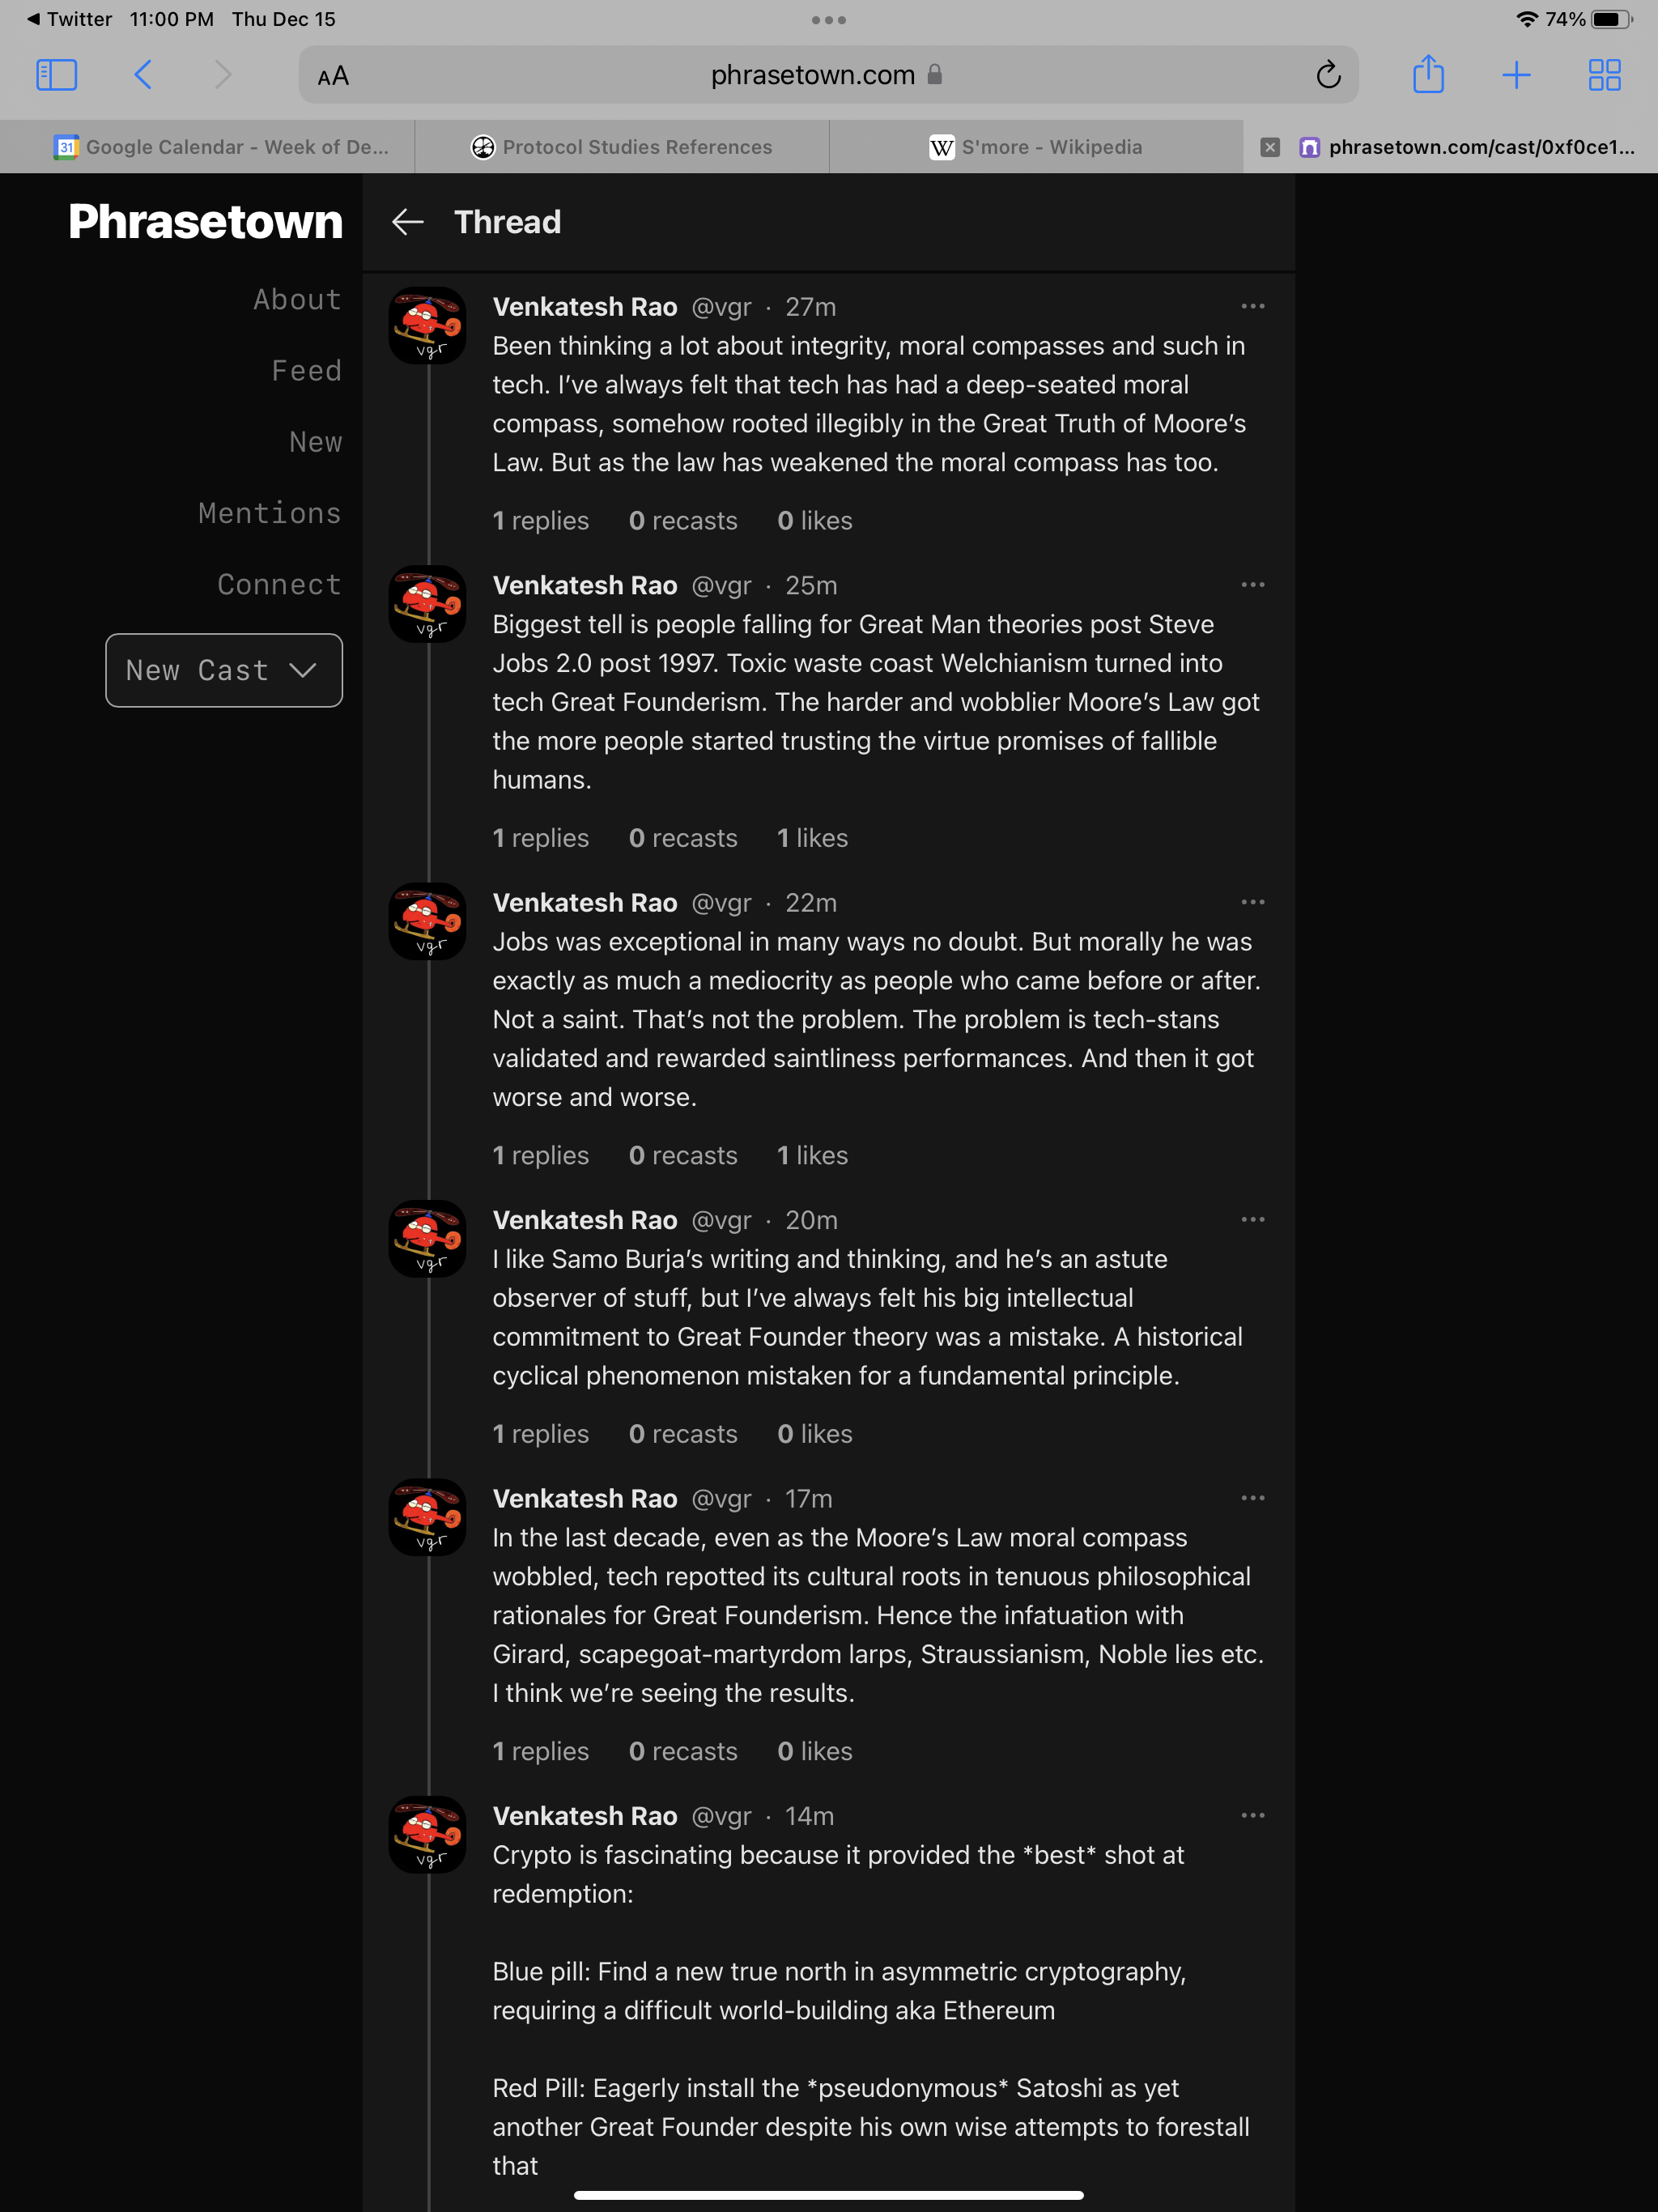 Twitter 11:00 PM Thu Dec 15
74%
AA
phrasetown.com
31 Google Calendar - Week of De...
Protocol Studies References
W S'more - Wikipedia
phrasetown.com/cast/0xf0ce1...
Phrasetown
About
Feed
New
Mentions
Connect
New Cast
Thread
Venkatesh Rao @vgr · 27m
vgr
Been thinking a lot about integrity, moral compasses and such in
tech. I’ve always felt that tech has had a deep-seated moral
compass, somehow rooted illegibly in the Great Truth of Moore’s
Law. But as the law has weakened the moral compass has too.
1 replies 0 recasts 0 likes
Venkatesh Rao @vgr · 25m
vgr
Biggest tell is people falling for Great Man theories post Steve
Jobs 2.0 post 1997. Toxic waste coast Welchianism turned into
tech Great Founderism. The harder and wobblier Moore’s Law got
the more people started trusting the virtue promises of fallible
humans.
1 replies 0 recasts 1 likes
Venkatesh Rao @vgr · 22m
vgr
Jobs was exceptional in many ways no doubt. But morally he was
exactly as much a mediocrity as people who came before or after.
Not a saint. That’s not the problem. The problem is tech-stans
validated and rewarded saintliness performances. And then it got
worse and worse.
1 replies 0 recasts 1 likes
Venkatesh Rao @vgr · 20m
vgr
I like Samo Burja’s writing and thinking, and he’s an astute
observer of stuff, but I’ve always felt his big intellectual
commitment to Great Founder theory was a mistake. A historical
cyclical phenomenon mistaken for a fundamental principle.
1 replies 0 recasts 0 likes
Venkatesh Rao @vgr · 17m
vgr
In the last decade, even as the Moore’s Law moral compass
wobbled, tech repotted its cultural roots in tenuous philosophical
rationales for Great Founderism. Hence the infatuation with
Girard, scapegoat-martyrdom larps, Straussianism, Noble lies etc.
I think we’re seeing the results.
1 replies 0 recasts 0 likes
Venkatesh Rao @vgr · 14m
vgr
Crypto is fascinating because it provided the *best* shot at
redemption:
Blue pill: Find a new true north in asymmetric cryptography,
requiring a difficult world-building aka Ethereum
Red Pill: Eagerly install the *pseudonymous* Satoshi as yet
another Great Founder despite his own wise attempts to forestall
that